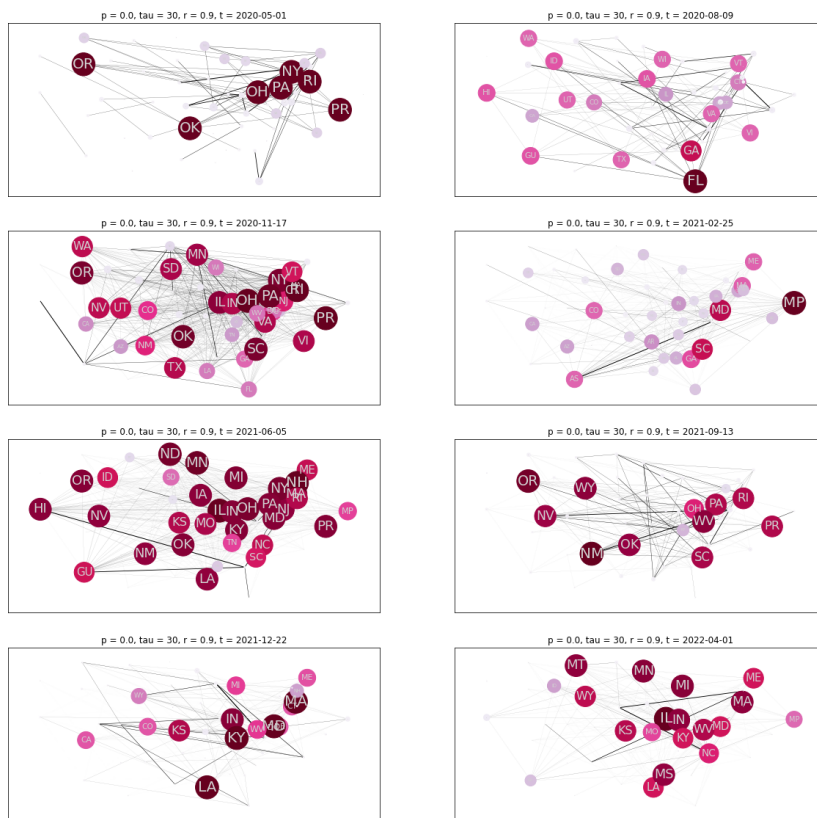 p = 0.0, tau = 30, r = 0.9, t = 2020-05-01
OR
NY
RI
OH
PA
PR
OK
p = 0.0, tau = 30, r = 0.9, t = 2020-08-09
WA
ID
WI
VT
HI
IA
UT
CO
VA
VI
GU
TX
GA
FL
p = 0.0, tau = 30, r = 0.9, t = 2020-11-17
WA
MN
OR
SD
NY
VT
RI
NV
UT
CO
IL
IN
OH
PA
NJ
PR
VA
OK
NM
SC
VI
TX
GA
LA
FL
p = 0.0, tau = 30, r = 0.9, t = 2021-02-25
ME
CO
MD
MP
SC
GA
AS
p = 0.0, tau = 30, r = 0.9, t = 2021-06-05
ND
MN
OR
ID
SD
MI
NY
NH
ME
MA
RI
HI
NV
IA
IL
IN
OH
PA
NJ
MP
KS
MO
KY
MD
PR
NM
OK
TN
NC
SC
GU
LA
p = 0.0, tau = 30, r = 0.9, t = 2021-09-13
OR
WY
NV
OH
PA
RI
WV
PR
NM
OK
SC
p = 0.0, tau = 30, r = 0.9, t = 2021-12-22
WY
MI
ME
MA
CA
CO
KS
IN
KY
WV
MD
LA
p = 0.0, tau = 30, r = 0.9, t = 2022-04-01
MT
MN
MI
ME
WY
MA
KS
MO
IL
IN
KY
WV
MD
MP
NC
MS
LA